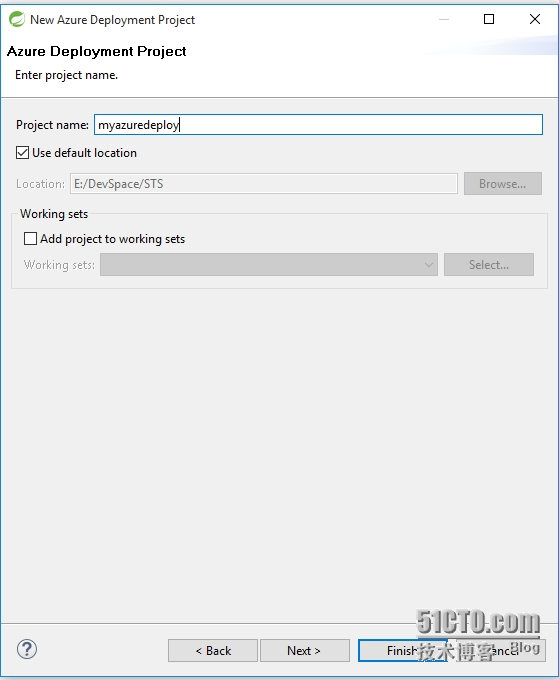 New Azure Deployment Project
Azure Deployment Project
Enter project name.
Project name: myazuredeploy
Use default location
Location: E:/DevSpace/STS Browse...
Working sets
Add project to working sets
Working sets: Select...
51CTO.com
? < Back Next > Finish Cancel
技术博客 Blog